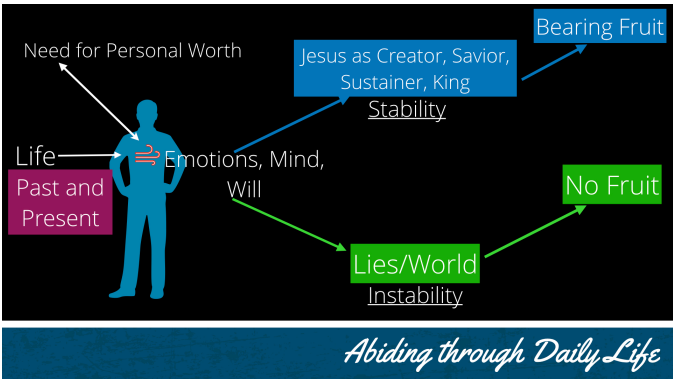 Need for Personal Worth
Life
Past and
Present
Emotions, Mind,
Will
Jesus as Creator, Savior,
Sustainer, King
Stability
Bearing Fruit
Lies/World
Instability
No Fruit
Abiding through Daily Life